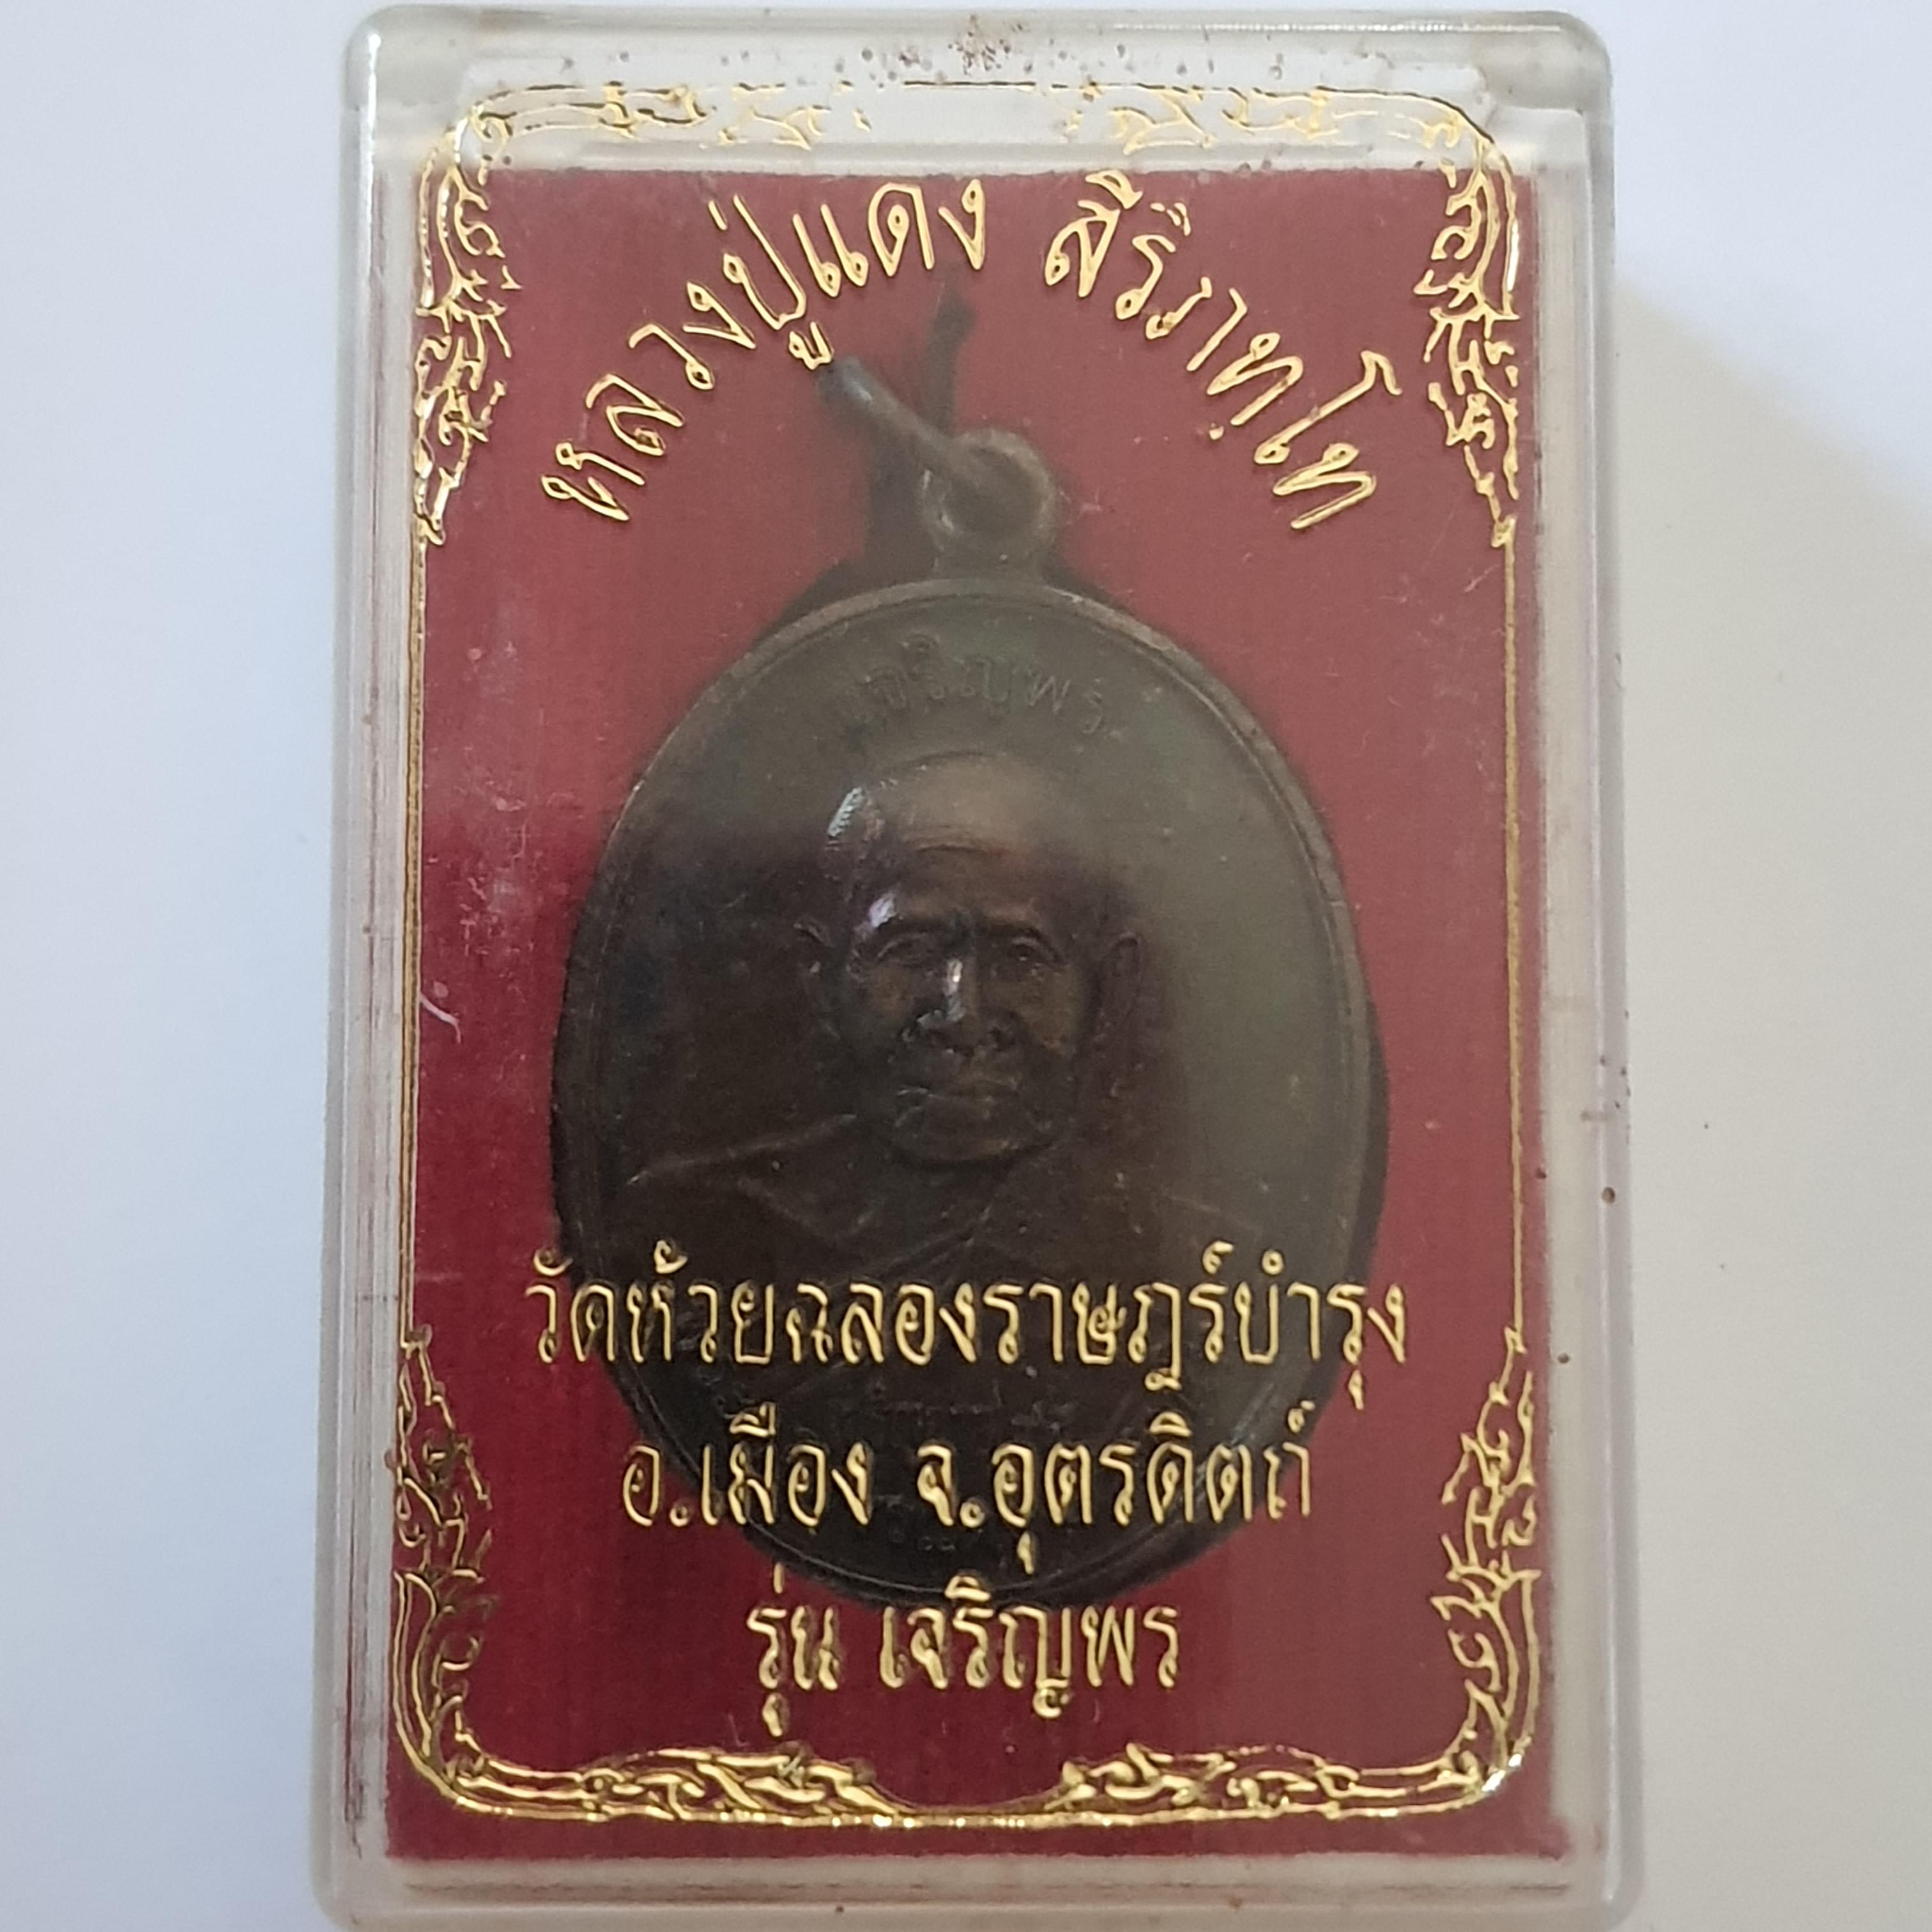 หลวงปู่แดง สิริภทฺโท
เจริญพร
วัดห้วยฉลองราษฎร์บำรุง
อ.เมือง จ.อุตรดิตถ์
รุ่น เจริญพร